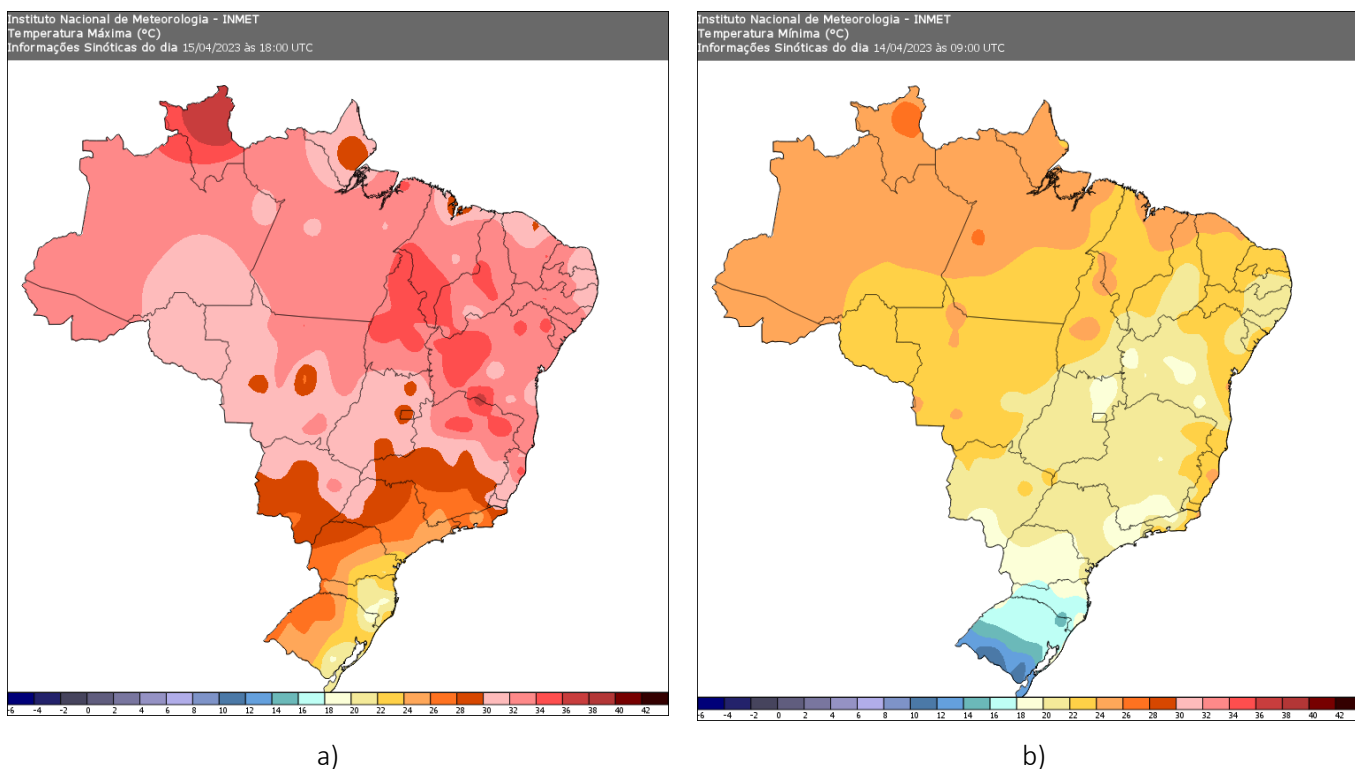 Instituto Nacional de Meteorologia - INMET
Temperatura Máxima (ºC)
Informações Sinóticas do dia 15/04/2023 às 18:00 UTC
-6 -4 -2 0 2 4 6 8 10 12 14 16 18 20 22 24 26 28 30 32 34 36 38 40 42
a)
Instituto Nacional de Meteorologia - INMET
Temperatura Mínima (ºC)
Informações Sinóticas do dia 14/04/2023 às 09:00 UTC
-6 -4 -2 0 2 4 6 8 10 12 14 16 18 20 22 24 26 28 30 32 34 36 38 40 42
b)